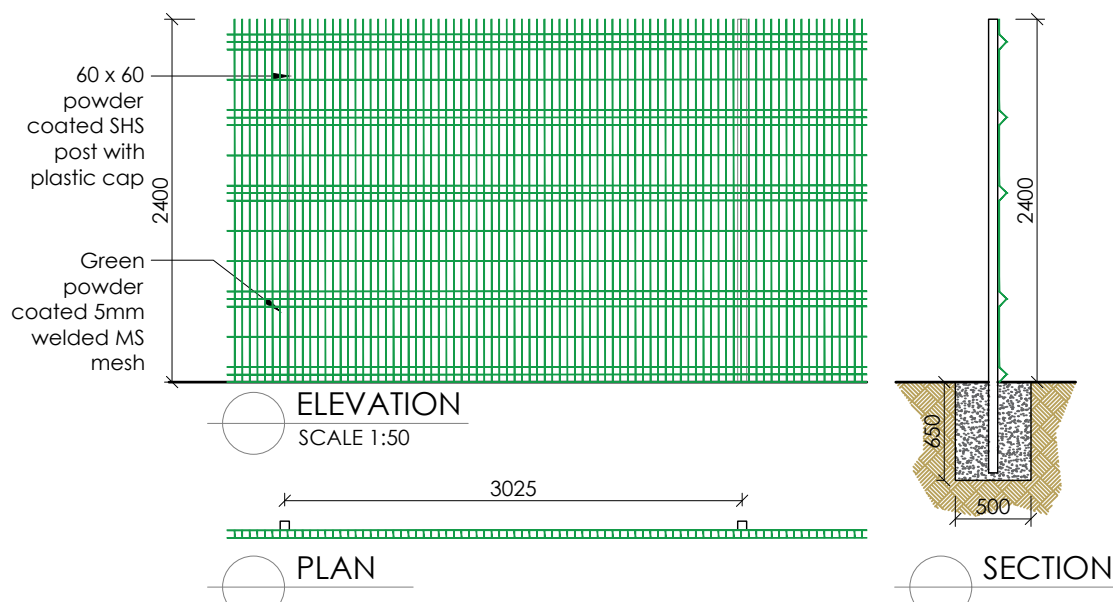 60 x 60
powder
coated SHS
post with
plastic cap
2400
Green
powder
coated 5mm
welded MS
mesh
ELEVATION
SCALE 1:50
3025
PLAN
2400
650
500
SECTION